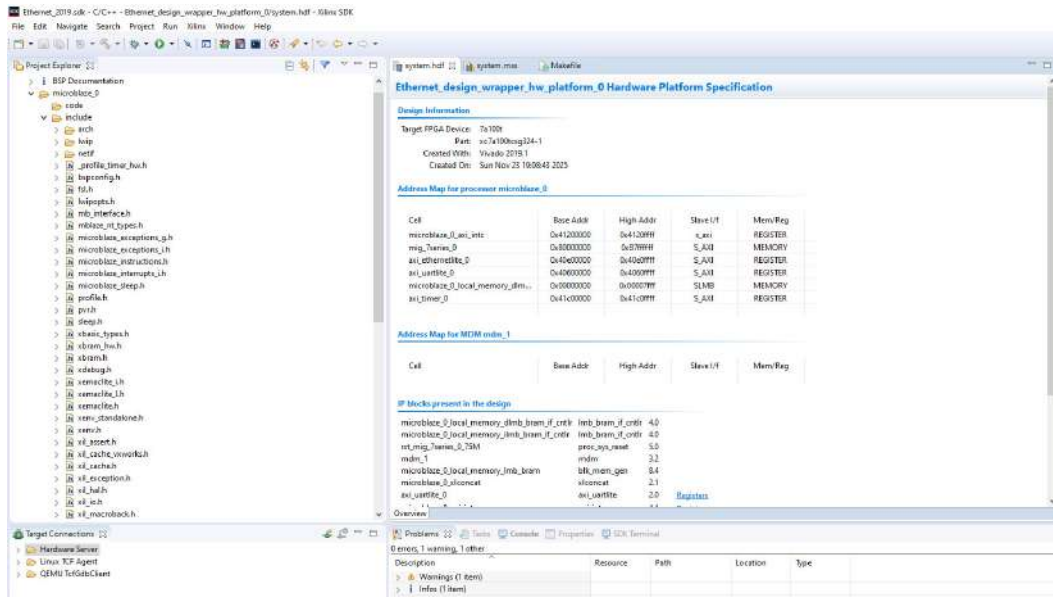 Ethernet_2019.sdk - C/C++ - Ethernet_design_wrapper_hw_platform_0/system.hdf - Xilinx SDK
File Edit Navigate Search Project Run Xilinx Window Help
Project Explorer
BSP Documentation
microblaze_0
code
include
arch
lwip
netif
_profile_timer_hw.h
bspconfig.h
fsl.h
lwipopts.h
mb_interface.h
mblaze_nt_types.h
microblaze_exceptions_g.h
microblaze_exceptions_i.h
microblaze_instructions.h
microblaze_interrupts_i.h
microblaze_sleep.h
profile.h
pvr.h
sleep.h
xbasic_types.h
xbram_hw.h
xbram.h
xdebug.h
xemaclite_i.h
xemaclite_l.h
xemaclite.h
xenv_standalone.h
xenv.h
xil_assert.h
xil_cache_vxworks.h
xil_cache.h
xil_exception.h
xil_hal.h
xil_io.h
xil_macroback.h
system.hdf system.mss Makefile
Ethernet_design_wrapper_hw_platform_0 Hardware Platform Specification
Design Information
Target FPGA Device: 7a100t
Part: xc7a100tcsg324-1
Created With: Vivado 2019.1
Created On: Sun Nov 23 19:08:43 2025
Address Map for processor microblaze_0
Cell Base Addr High Addr Slave I/f Mem/Reg
microblaze_0_axi_intc 0x41200000 0x4120ffff s_axi REGISTER
mig_7series_0 0x80000000 0x87ffffff S_AXI MEMORY
axi_ethernetlite_0 0x40e00000 0x40e0ffff S_AXI REGISTER
axi_uartlite_0 0x40600000 0x4060ffff S_AXI REGISTER
microblaze_0_local_memory_dlm... 0x00000000 0x00007fff SLMB MEMORY
axi_timer_0 0x41c00000 0x41c0ffff S_AXI REGISTER
Address Map for MDM mdm_1
Cell Base Addr High Addr Slave I/f Mem/Reg
IP blocks present in the design
microblaze_0_local_memory_dlmb_bram_if_cntlr lmb_bram_if_cntlr 4.0
microblaze_0_local_memory_ilmb_bram_if_cntlr lmb_bram_if_cntlr 4.0
rst_mig_7series_0_75M proc_sys_reset 5.0
mdm_1 mdm 3.2
microblaze_0_local_memory_lmb_bram blk_mem_gen 8.4
microblaze_0_xlconcat xlconcat 2.1
axi_uartlite_0 axi_uartlite 2.0 Registers
Overview
Target Connections
Hardware Server
Linux TCF Agent
QEMU TcfGdbClient
Problems Tasks Console Properties SDK Terminal
0 errors, 1 warning, 1 other
Description Resource Path Location Type
Warnings (1 item)
Infos (1 item)